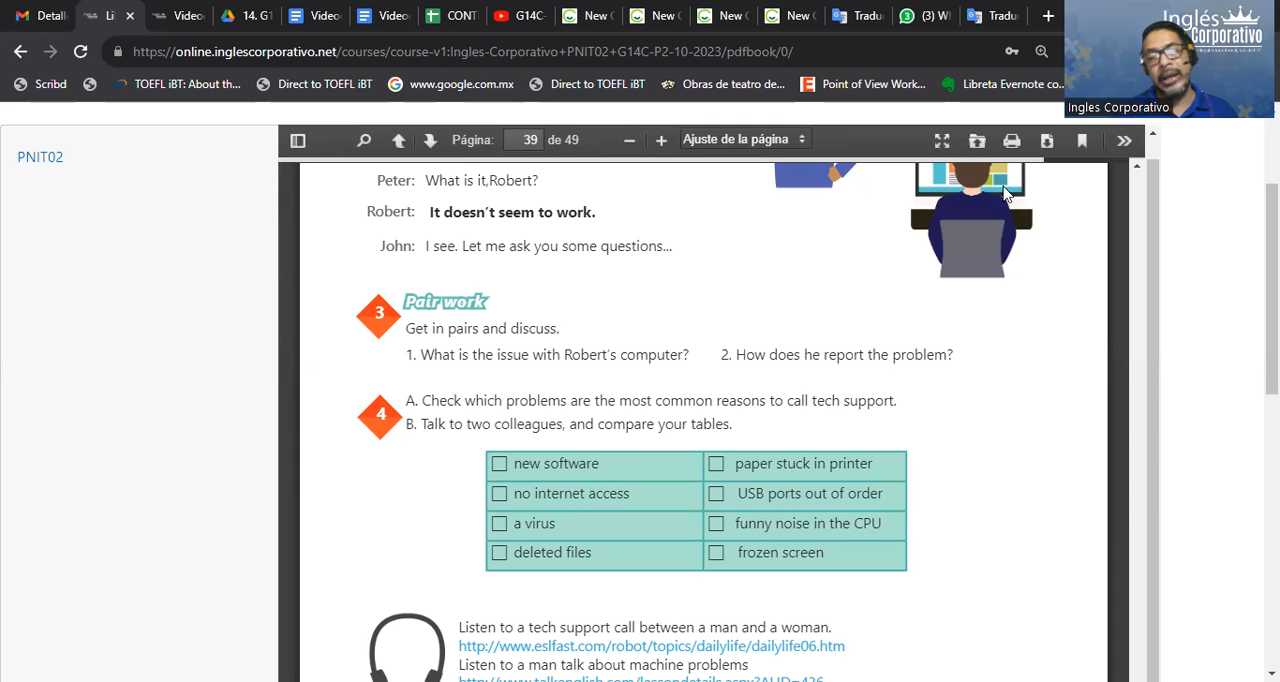 Detall
Li
Videoc
14. G1
Video
Video
CONT
G14C-
New C
New C
New C
New C
Tradu
(3) W
Tradu
https://online.inglescorporativo.net/courses/course-v1:Ingles-Corporativo+PNIT02+G14C-P2-10-2023/pdfbook/0/
Scribd
TOEFL iBT: About th...
Direct to TOEFL iBT
www.google.com.mx
Direct to TOEFL iBT
Obras de teatro de...
Point of View Work...
Libreta Evernote co...
Inglés
Corporativo
Ingles Corporativo
PNIT02
Página: 39 de 49
Ajuste de la página
Peter: What is it,Robert?
Robert: It doesn't seem to work.
John: I see. Let me ask you some questions...
3 Pair work
Get in pairs and discuss.
1. What is the issue with Robert's computer? 2. How does he report the problem?
4 A. Check which problems are the most common reasons to call tech support.
B. Talk to two colleagues, and compare your tables.
new software paper stuck in printer
no internet access USB ports out of order
a virus funny noise in the CPU
deleted files frozen screen
Listen to a tech support call between a man and a woman.
http://www.eslfast.com/robot/topics/dailylife/dailylife06.htm
Listen to a man talk about machine problems
http://www.talkenglish.com/lessondetails.aspx?ALID=426